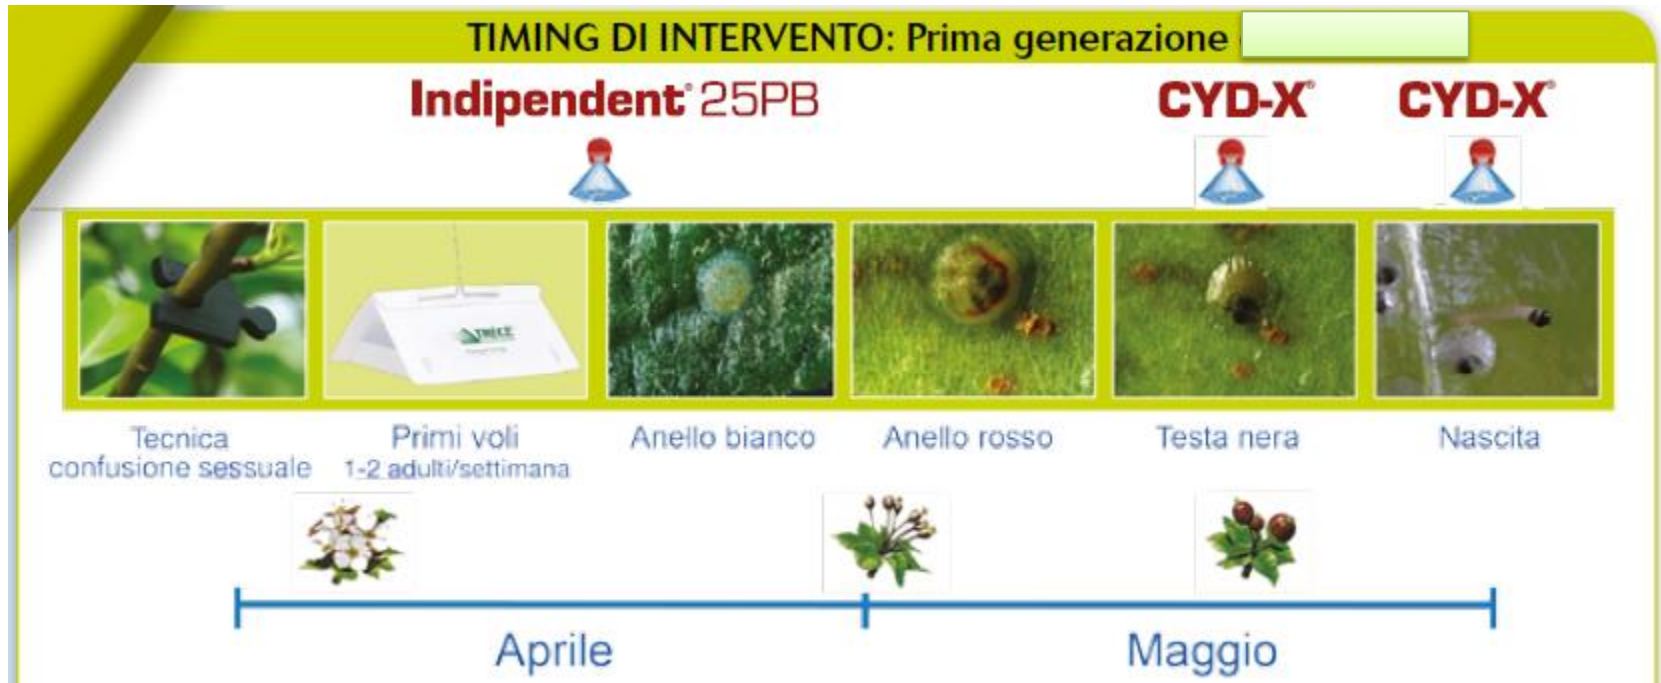 TIMING DI INTERVENTO: Prima generazione
Indipendent® 25PB
CYD-X®
CYD-X®
TRÉCÉ
Tecnica
confusione sessuale
Primi voli
1-2 adulti/settimana
Anello bianco
Anello rosso
Testa nera
Nascita
Aprile
Maggio